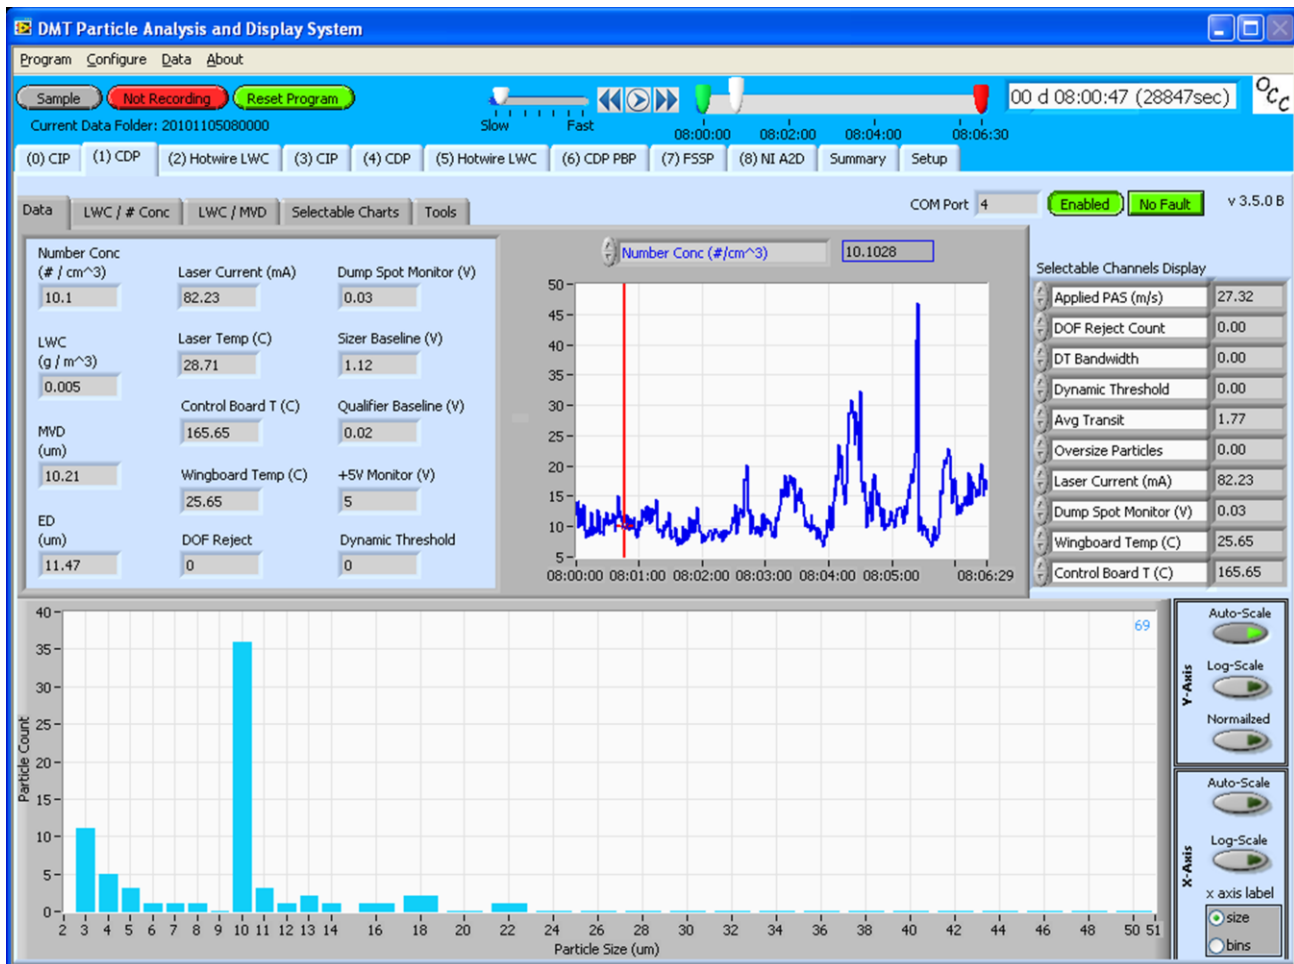 DMT Particle Analysis and Display System
Program Configure Data About
Sample Not Recording Reset Program
Current Data Folder: 20101105080000
Slow Fast
08:00:00 08:02:00 08:04:00 08:06:30
00 d 08:00:47 (28847sec)
OCC
(0) CIP (1) CDP (2) Hotwire LWC (3) CIP (4) CDP (5) Hotwire LWC (6) CDP PBP (7) FSSP (8) NI A2D Summary Setup
Data LWC / # Conc LWC / MVD Selectable Charts Tools
COM Port 4 Enabled No Fault v 3.5.0 B
Number Conc
(# / cm^3)
10.1
LWC
(g / m^3)
0.005
MVD
(um)
10.21
ED
(um)
11.47
Laser Current (mA)
82.23
Laser Temp (C)
28.71
Control Board T (C)
165.65
Wingboard Temp (C)
25.65
DOF Reject
0
Dump Spot Monitor (V)
0.03
Sizer Baseline (V)
1.12
Qualifier Baseline (V)
0.02
+5V Monitor (V)
5
Dynamic Threshold
0
Number Conc (#/cm^3) 10.1028
50
45
40
35
30
25
20
15
10
5
08:00:00 08:01:00 08:02:00 08:03:00 08:04:00 08:05:00 08:06:29
Selectable Channels Display
Applied PAS (m/s) 27.32
DOF Reject Count 0.00
DT Bandwidth 0.00
Dynamic Threshold 0.00
Avg Transit 1.77
Oversize Particles 0.00
Laser Current (mA) 82.23
Dump Spot Monitor (V) 0.03
Wingboard Temp (C) 25.65
Control Board T (C) 165.65
Particle Count
40
35
30
25
20
15
10
5
0
69
2 3 4 5 6 7 8 9 10 11 12 13 14 16 18 20 22 24 26 28 30 32 34 36 38 40 42 44 46 48 50 51
Particle Size (um)
Y-Axis
Auto-Scale
Log-Scale
Normailzed
X-Axis
Auto-Scale
Log-Scale
x axis label
size
bins